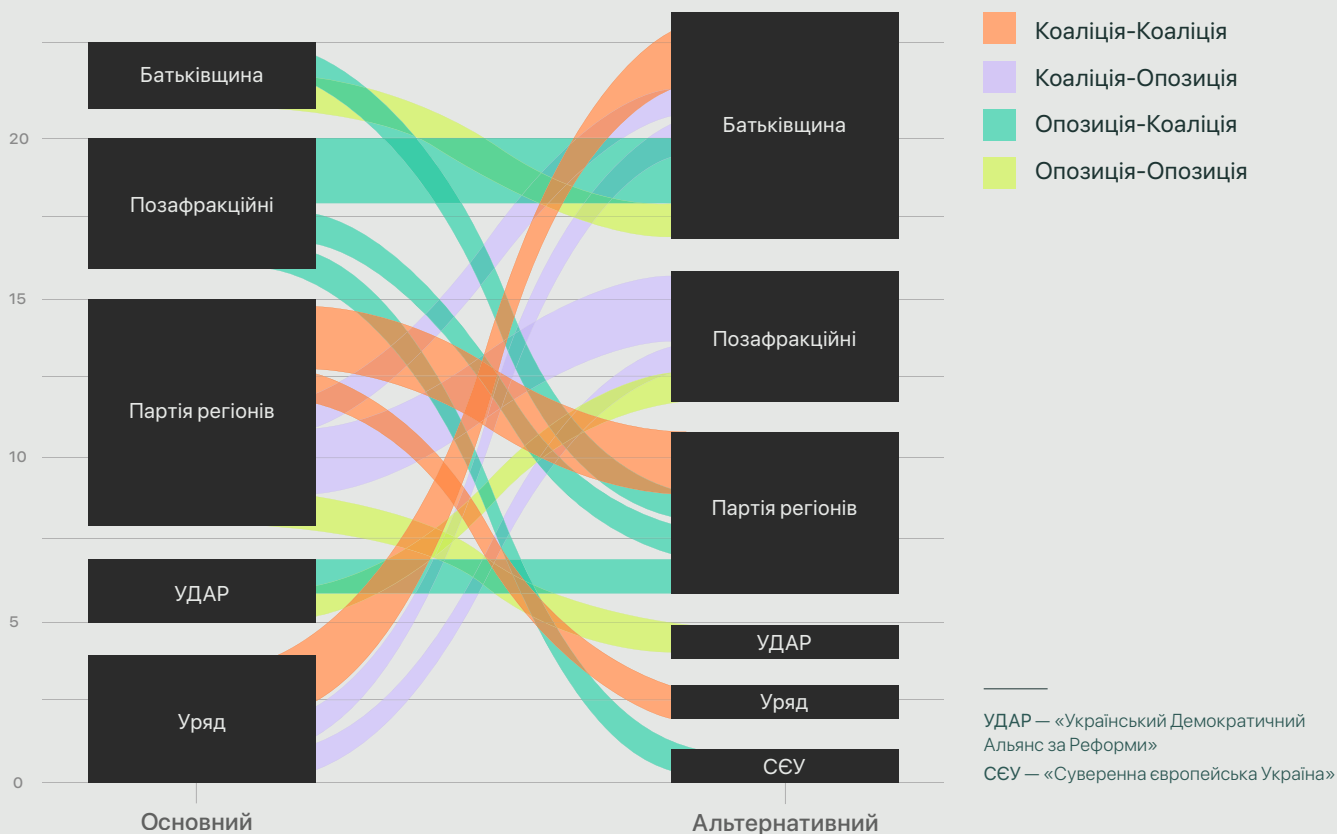 Батьківщина
Позафракційні
Партія регіонів
УДАР
Уряд
Батьківщина
Позафракційні
Партія регіонів
УДАР
Уряд
СЄУ
20
15
10
5
0
Основний
Альтернативний
Коаліція-Коаліція
Коаліція-Опозиція
Опозиція-Коаліція
Опозиція-Опозиція
УДАР — «Український Демократичний
Альянс за Реформи»
СЄУ — «Суверенна європейська Україна»